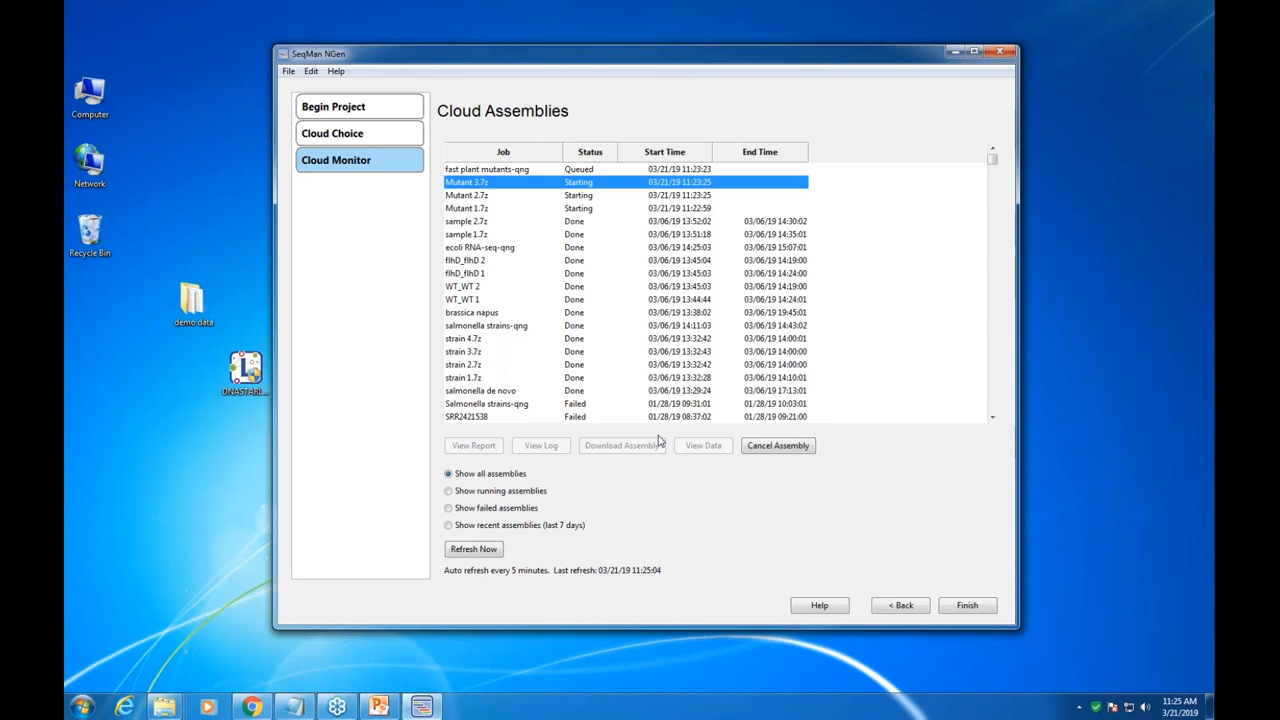 SeqMan NGen
File Edit Help
Computer
Network
Recycle Bin
demo data
DNASTARL...
Begin Project
Cloud Choice
Cloud Monitor
Cloud Assemblies
Job Status Start Time End Time
fast plant mutants-qng Queued 03/21/19 11:23:23
Mutant 3.7z Starting 03/21/19 11:23:25
Mutant 2.7z Starting 03/21/19 11:23:25
Mutant 1.7z Starting 03/21/19 11:22:59
sample 2.7z Done 03/06/19 13:52:02 03/06/19 14:30:02
sample 1.7z Done 03/06/19 13:51:18 03/06/19 14:35:01
ecoli RNA-seq-qng Done 03/06/19 14:25:03 03/06/19 15:07:01
flhD_flhD 2 Done 03/06/19 13:45:04 03/06/19 14:19:00
flhD_flhD 1 Done 03/06/19 13:45:03 03/06/19 14:24:00
WT_WT 2 Done 03/06/19 13:45:03 03/06/19 14:19:00
WT_WT 1 Done 03/06/19 13:44:44 03/06/19 14:24:01
brassica napus Done 03/06/19 13:38:02 03/06/19 19:45:01
salmonella strains-qng Done 03/06/19 14:11:03 03/06/19 14:43:02
strain 4.7z Done 03/06/19 13:32:42 03/06/19 14:00:01
strain 3.7z Done 03/06/19 13:32:43 03/06/19 14:00:00
strain 2.7z Done 03/06/19 13:32:42 03/06/19 14:00:00
strain 1.7z Done 03/06/19 13:32:28 03/06/19 14:10:01
salmonella de novo Done 03/06/19 13:29:24 03/06/19 17:13:01
Salmonella strains-qng Failed 01/28/19 09:31:01 01/28/19 10:03:01
SRR2421538 Failed 01/28/19 08:37:02 01/28/19 09:21:00
View Report View Log Download Assembly View Data Cancel Assembly
Show all assemblies
Show running assemblies
Show failed assemblies
Show recent assemblies (last 7 days)
Refresh Now
Auto refresh every 5 minutes. Last refresh: 03/21/19 11:25:04
Help < Back Finish
11:25 AM
3/21/2019